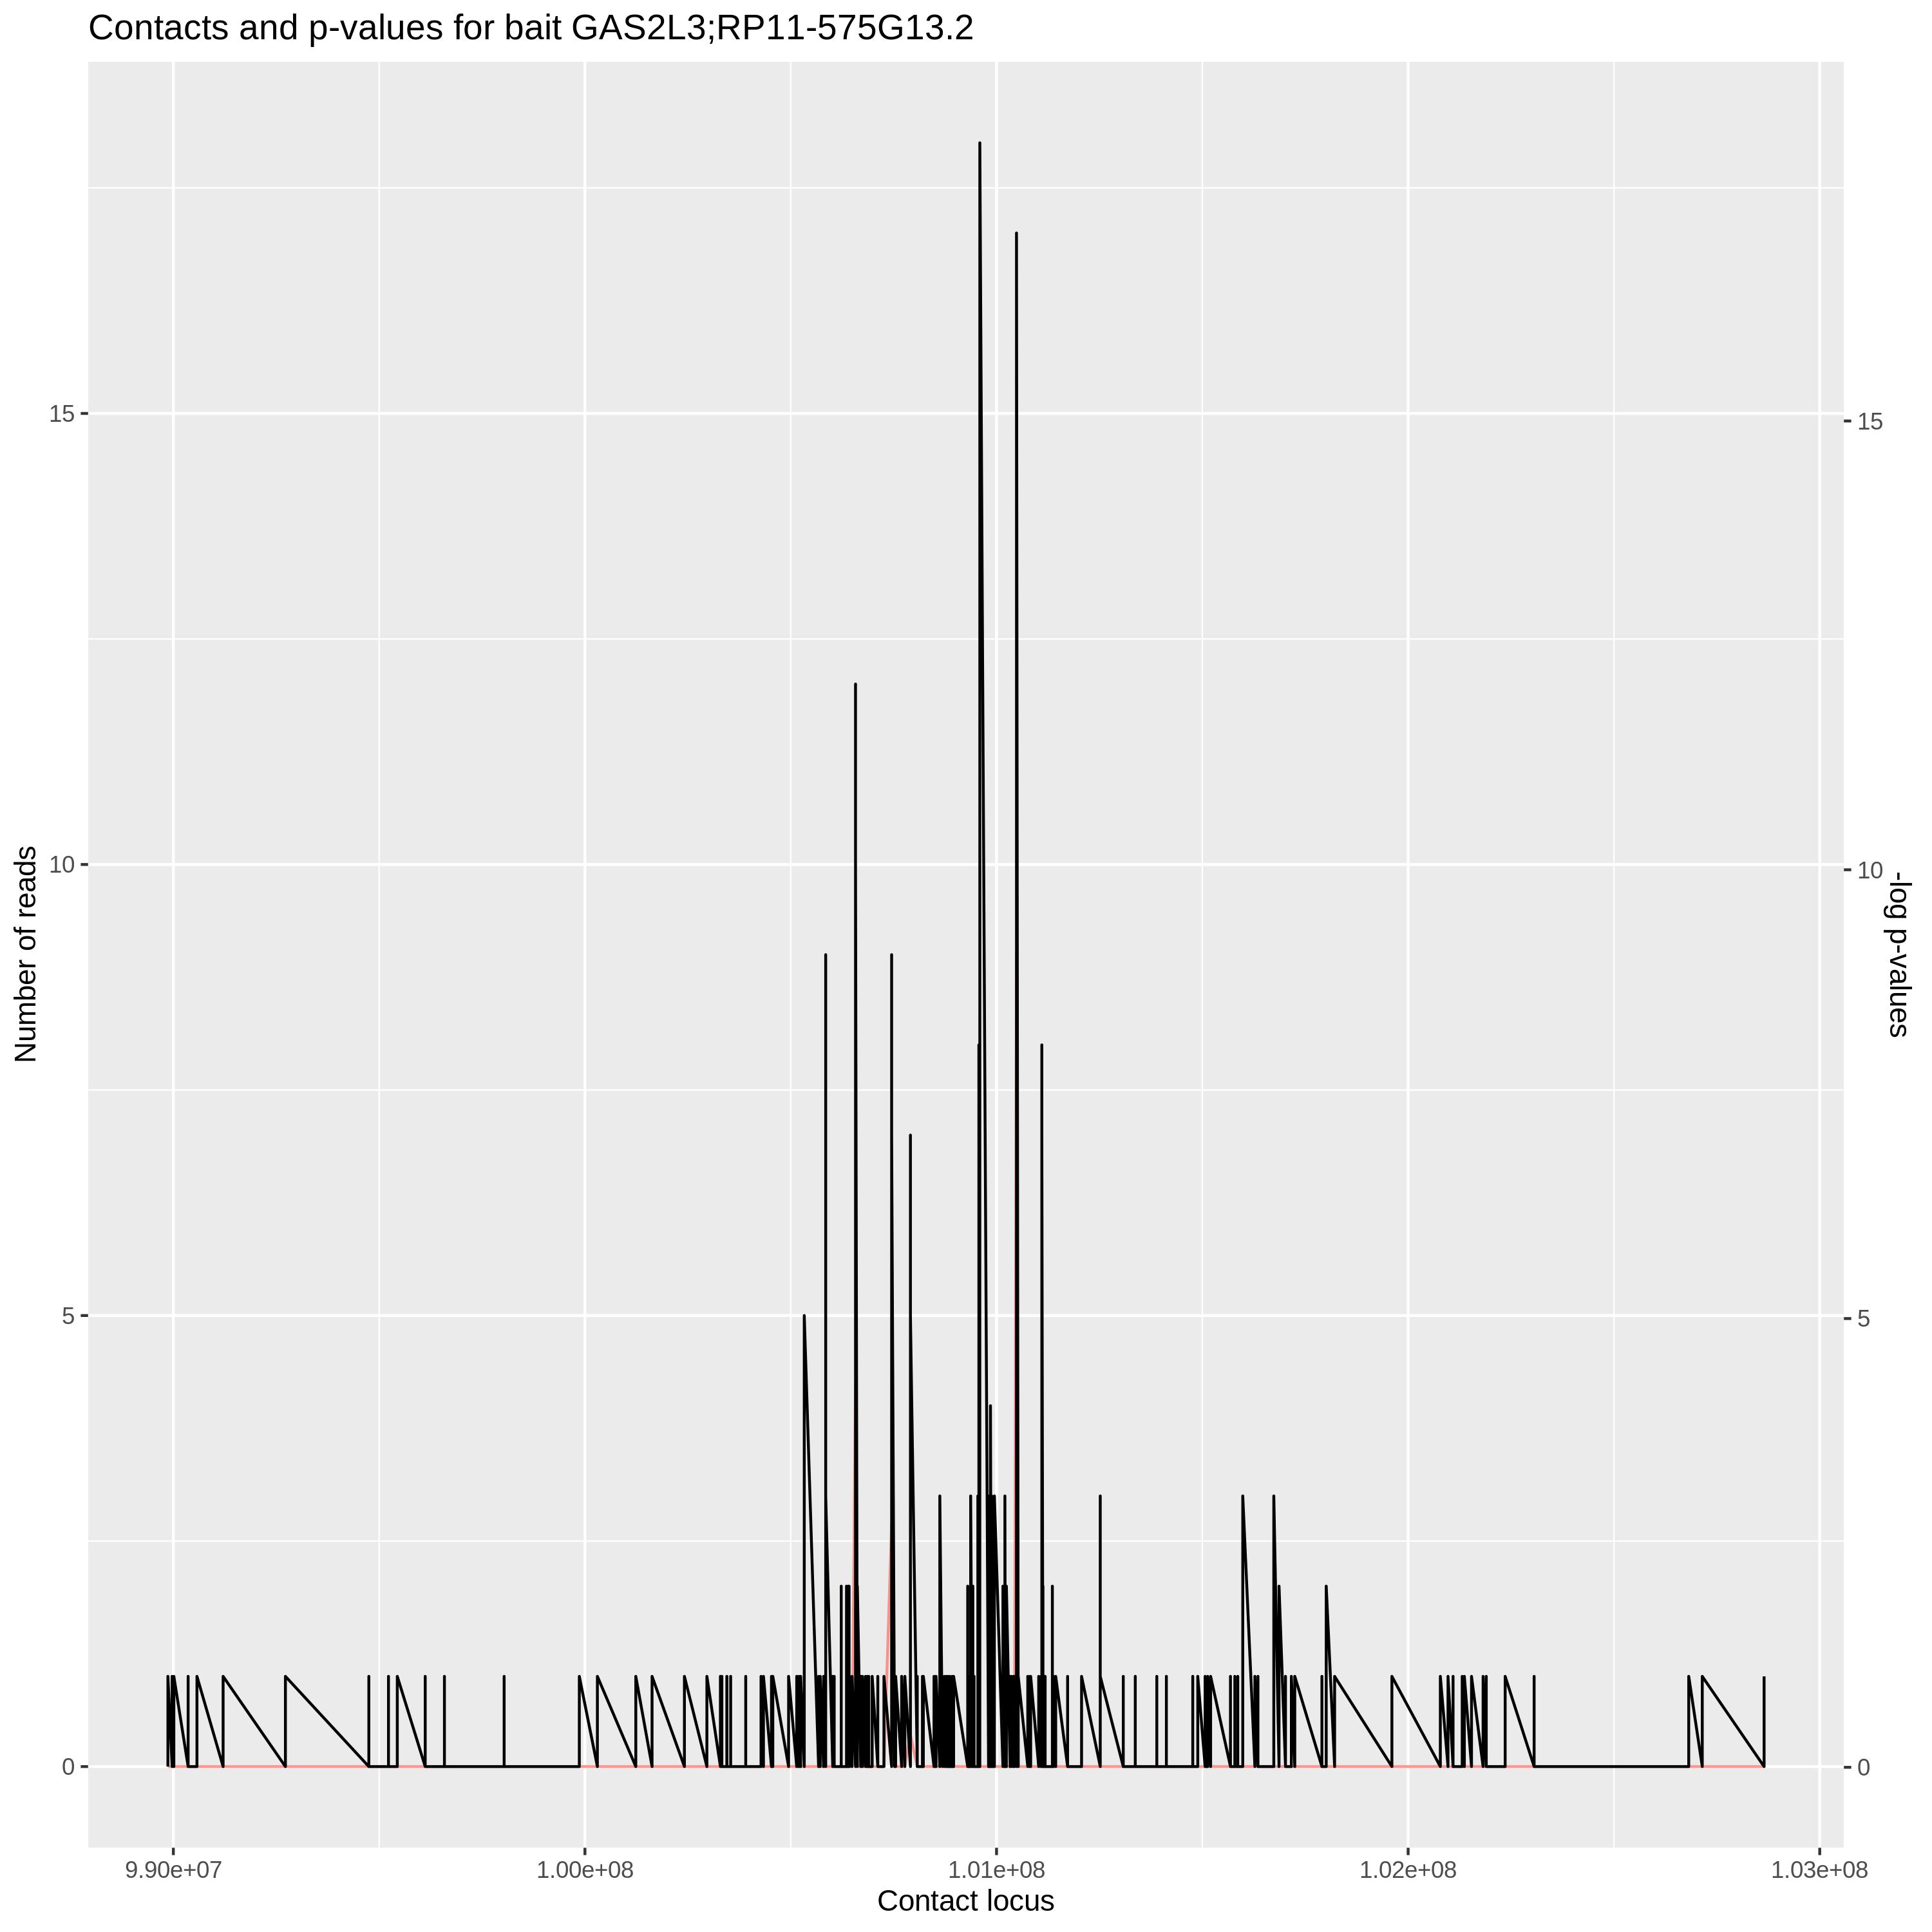 Contacts and p-values for bait GAS2L3;RP11-575G13.2
15
10
5
0
Number of reads
15
10
5
0
-log p-values
9.90e+07 1.00e+08 1.01e+08 1.02e+08 1.03e+08
Contact locus